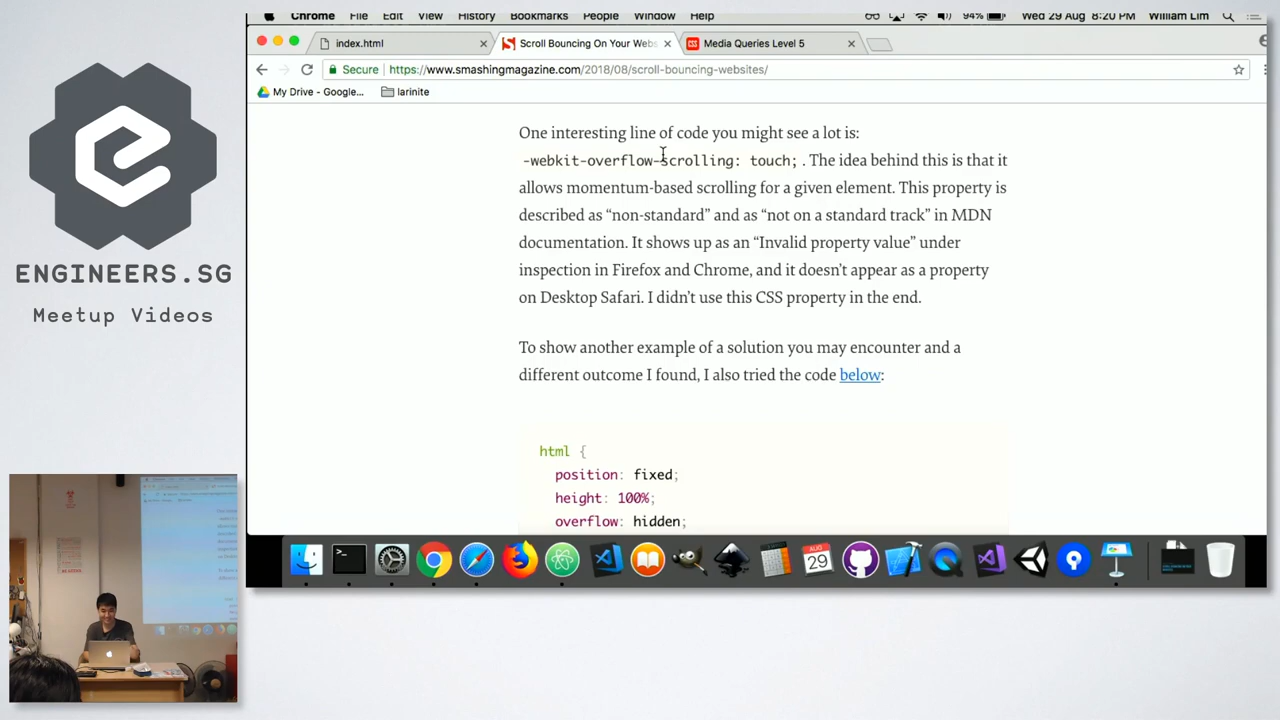 Chrome File Edit View History Bookmarks People Window Help 94% Wed 29 Aug 8:20 PM William Lim
index.html
Scroll Bouncing On Your Webs
Media Queries Level 5
Secure https://www.smashingmagazine.com/2018/08/scroll-bouncing-websites/
My Drive - Google...
larinite
ENGINEERS.SG
Meetup Videos
One interesting line of code you might see a lot is:
-webkit-overflow-scrolling: touch; . The idea behind this is that it
allows momentum-based scrolling for a given element. This property is
described as “non-standard” and as “not on a standard track” in MDN
documentation. It shows up as an “Invalid property value” under
inspection in Firefox and Chrome, and it doesn’t appear as a property
on Desktop Safari. I didn’t use this CSS property in the end.
To show another example of a solution you may encounter and a
different outcome I found, I also tried the code below:
html {
position: fixed;
height: 100%;
overflow: hidden;
AUG
29